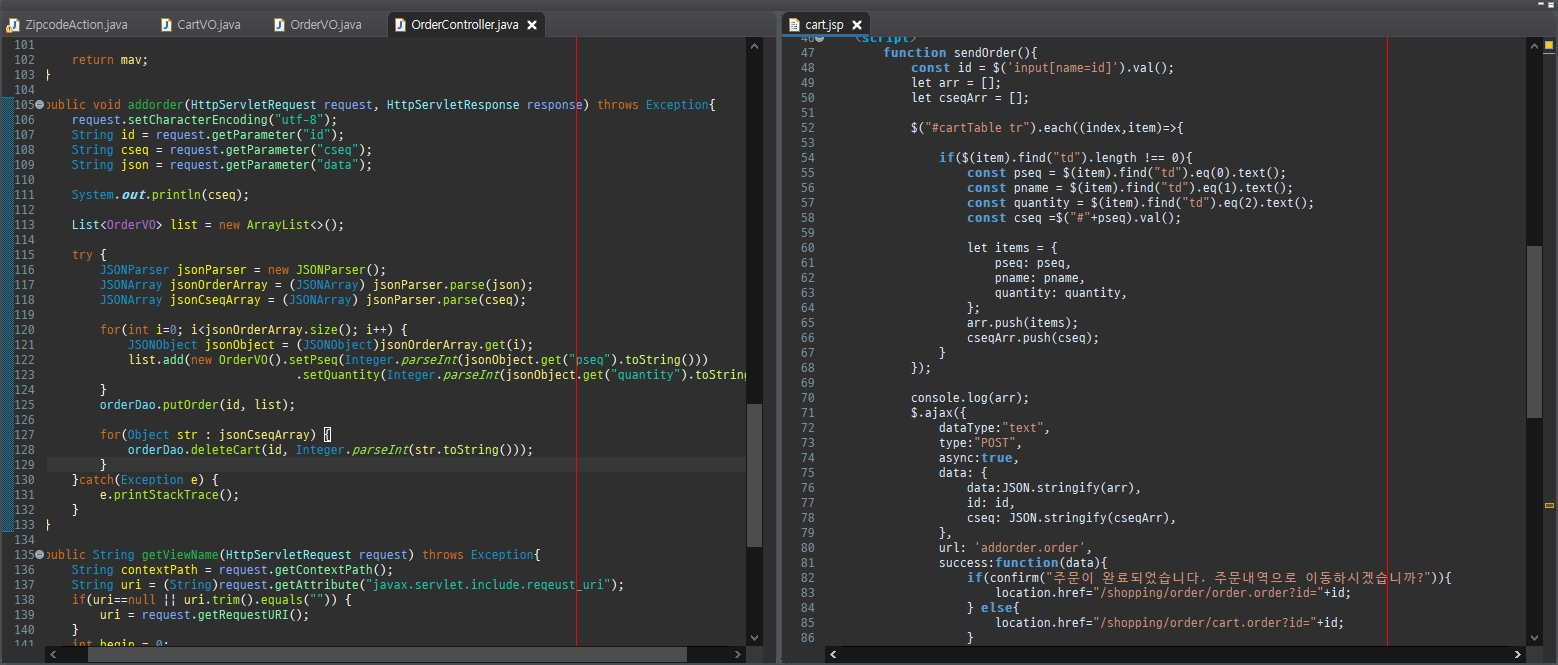 ZipcodeAction.java
CartVO.java
OrderVO.java
OrderController.java
101
102 return mav;
103 }
104
105 public void addorder(HttpServletRequest request, HttpServletResponse response) throws Exception{
106 request.setCharacterEncoding("utf-8");
107 String id = request.getParameter("id");
108 String cseq = request.getParameter("cseq");
109 String json = request.getParameter("data");
110
111 System.out.println(cseq);
112
113 List<OrderVO> list = new ArrayList<>();
114
115 try {
116 JSONParser jsonParser = new JSONParser();
117 JSONArray jsonOrderArray = (JSONArray) jsonParser.parse(json);
118 JSONArray jsonCseqArray = (JSONArray) jsonParser.parse(cseq);
119
120 for(int i=0; i<jsonOrderArray.size(); i++) {
121 JSONObject jsonObject = (JSONObject)jsonOrderArray.get(i);
122 list.add(new OrderVO().setPseq(Integer.parseInt(jsonObject.get("pseq").toString()))
123 .setQuantity(Integer.parseInt(jsonObject.get("quantity").toString
124 }
125 orderDao.putOrder(id, list);
126
127 for(Object str : jsonCseqArray) {
128 orderDao.deleteCart(id, Integer.parseInt(str.toString()));
129 }
130 }catch(Exception e) {
131 e.printStackTrace();
132 }
133 }
134
135 public String getViewName(HttpServletRequest request) throws Exception{
136 String contextPath = request.getContextPath();
137 String uri = (String)request.getAttribute("javax.servlet.include.reqeust_uri");
138 if(uri==null || uri.trim().equals("")) {
139 uri = request.getRequestURI();
140 }
141 int begin = 0;
cart.jsp
46 <script>
47 function sendOrder(){
48 const id = $('input[name=id]').val();
49 let arr = [];
50 let cseqArr = [];
51
52 $("#cartTable tr").each((index,item)=>{
53
54 if($(item).find("td").length !== 0){
55 const pseq = $(item).find("td").eq(0).text();
56 const pname = $(item).find("td").eq(1).text();
57 const quantity = $(item).find("td").eq(2).text();
58 const cseq =$("#"+pseq).val();
59
60 let items = {
61 pseq: pseq,
62 pname: pname,
63 quantity: quantity,
64 };
65 arr.push(items);
66 cseqArr.push(cseq);
67 }
68 });
69
70 console.log(arr);
71 $.ajax({
72 dataType:"text",
73 type:"POST",
74 async:true,
75 data: {
76 data:JSON.stringify(arr),
77 id: id,
78 cseq: JSON.stringify(cseqArr),
79 },
80 url: 'addorder.order',
81 success:function(data){
82 if(confirm("주문이 완료되었습니다. 주문내역으로 이동하시겠습니까?")){
83 location.href="/shopping/order/order.order?id="+id;
84 } else{
85 location.href="/shopping/order/cart.order?id="+id;
86 }